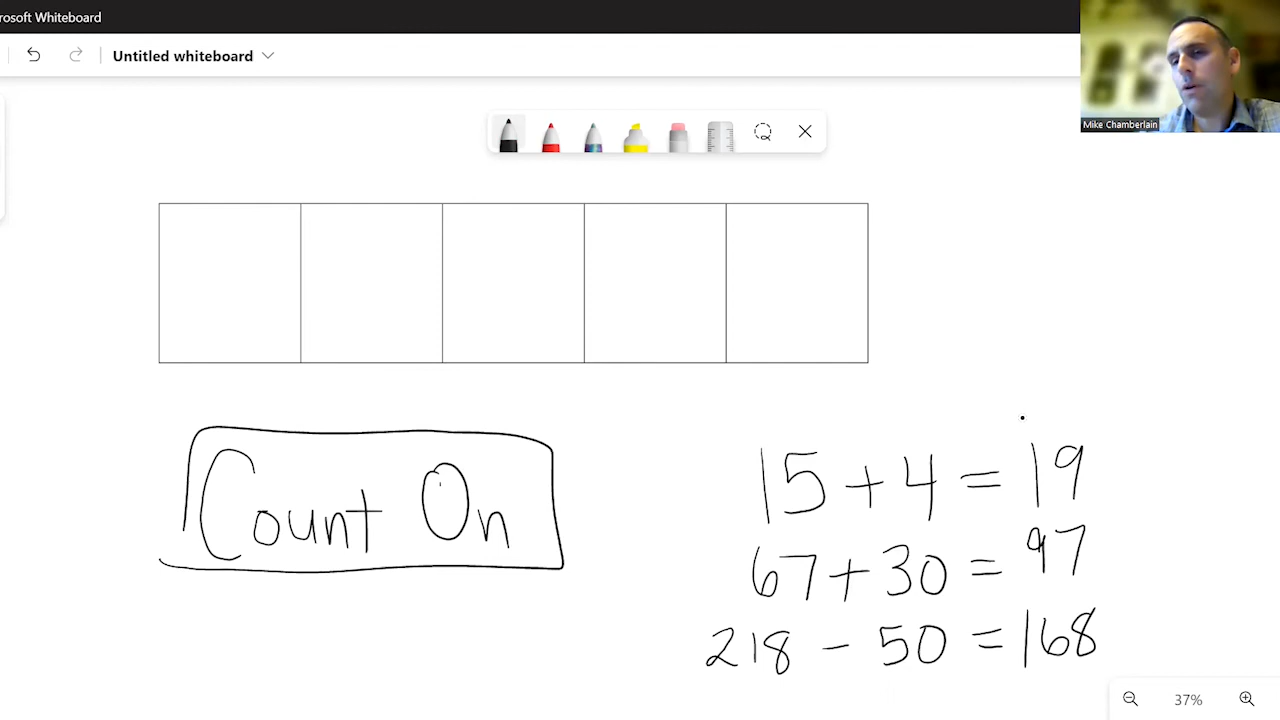 rosoft Whiteboard
Untitled whiteboard
Mike Chamberlain
Count On
15 + 4 = 19
67 + 30 = 97
218 - 50 = 168
37%